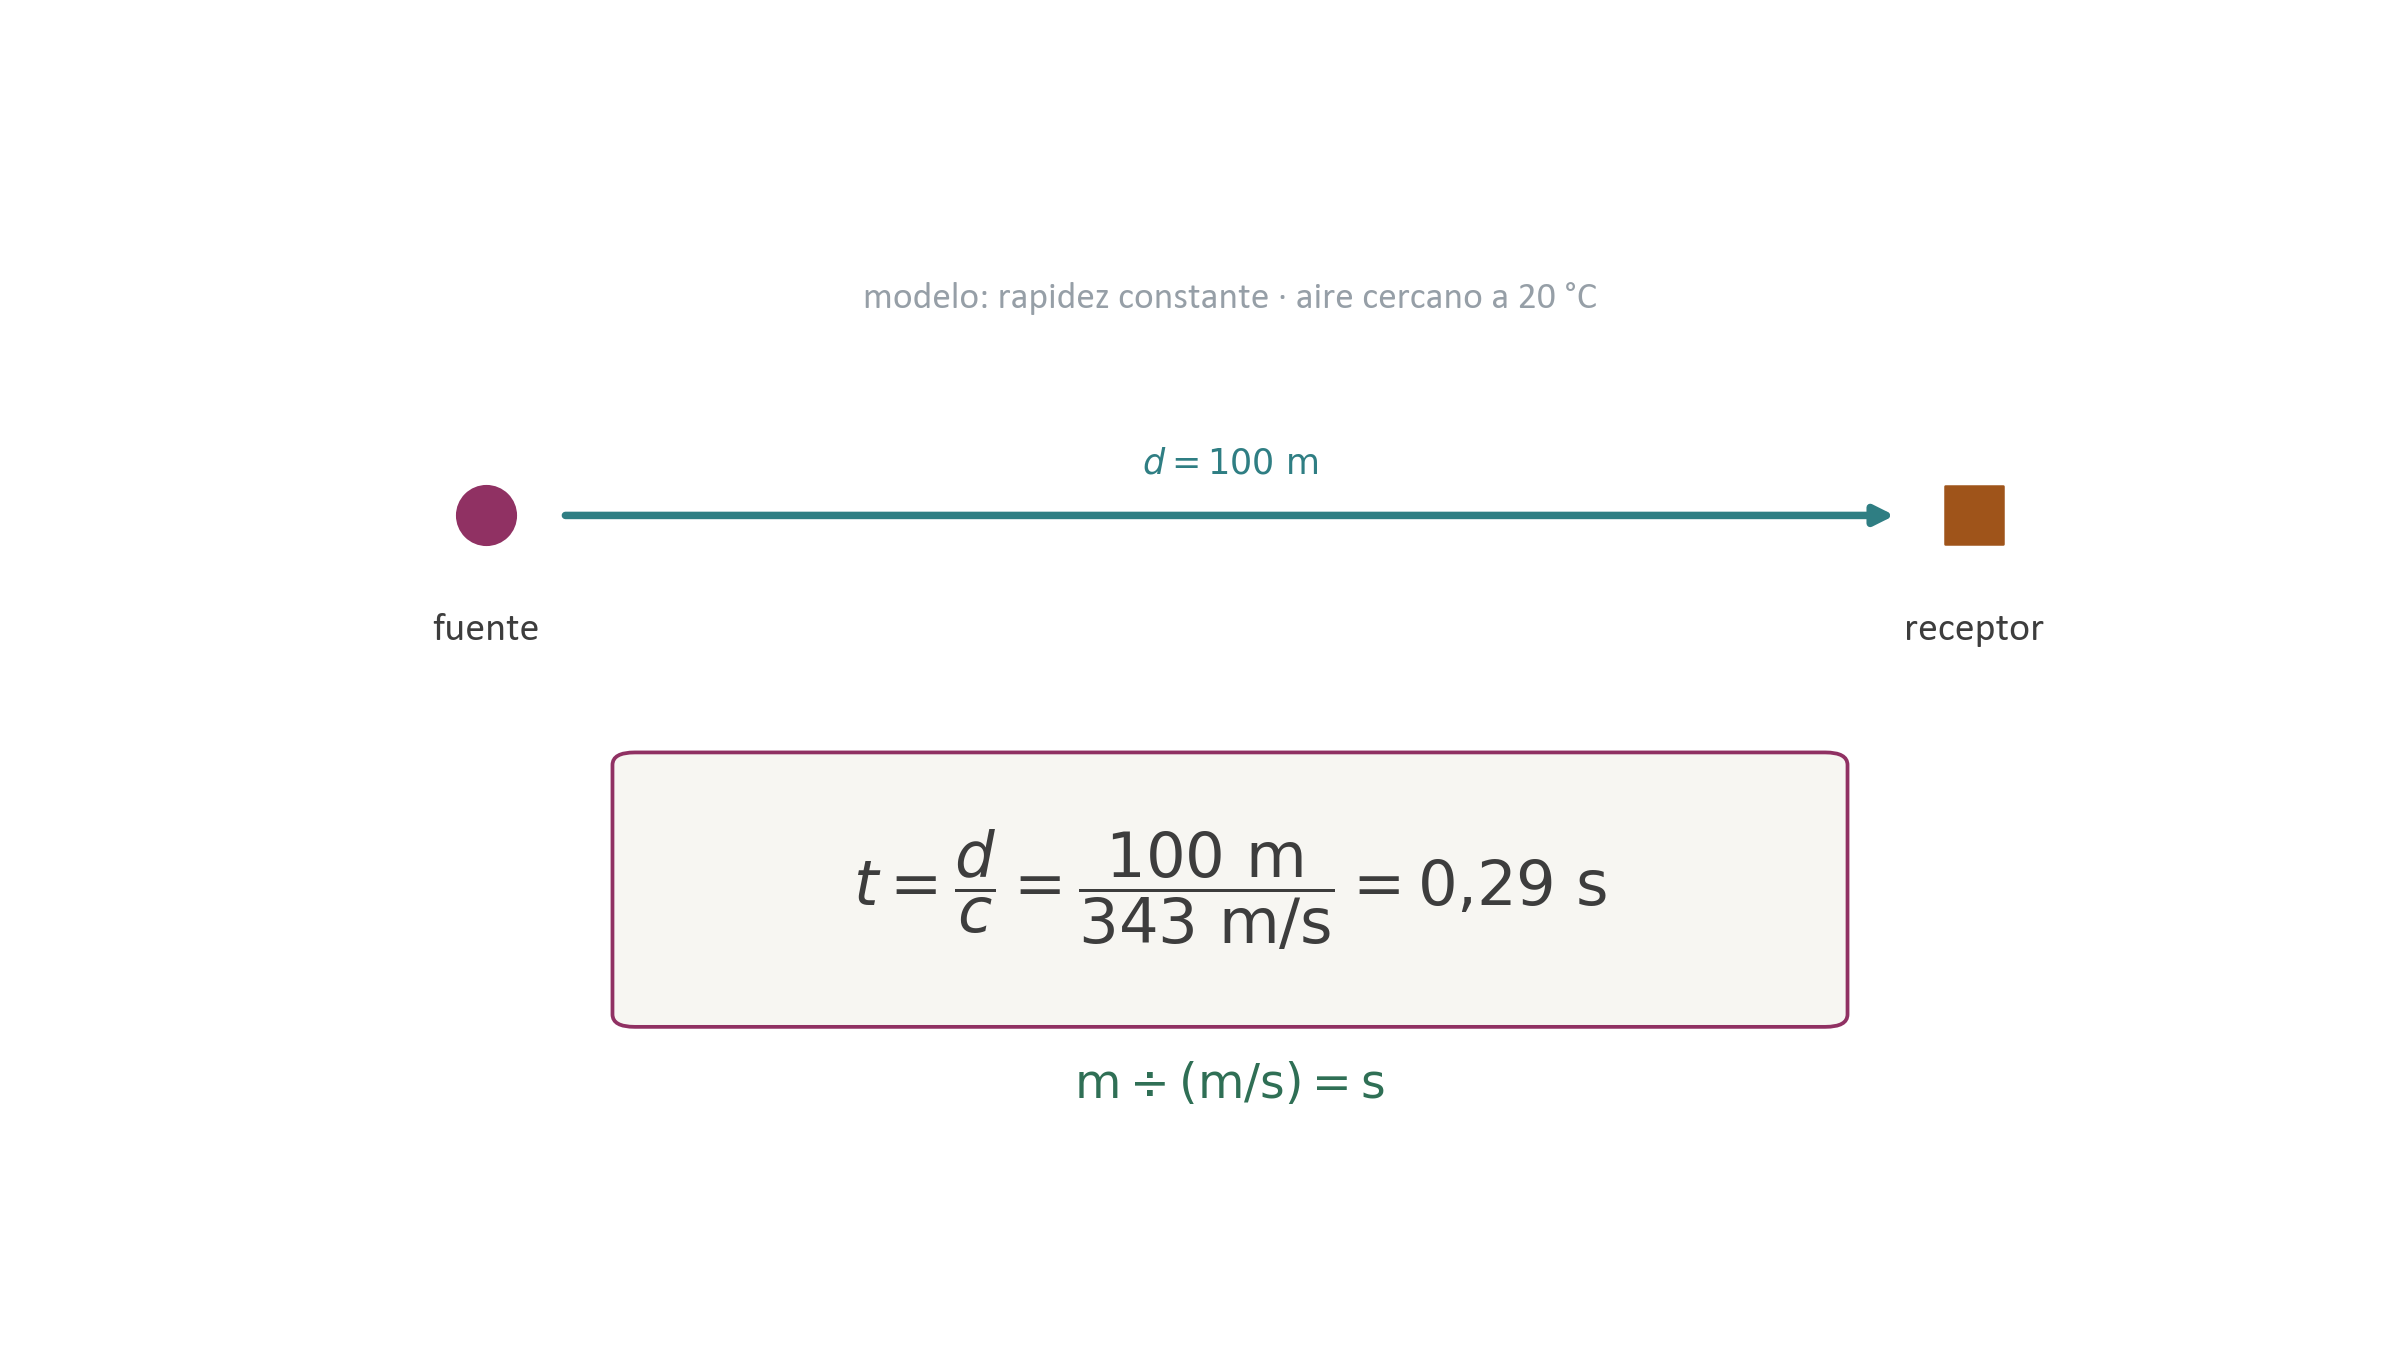 modelo: rapidez constante · aire cercano a 20 °C
d = 100 m
fuente
receptor
t = d/c = 100 m / 343 m/s = 0,29 s
m ÷ (m/s) = s